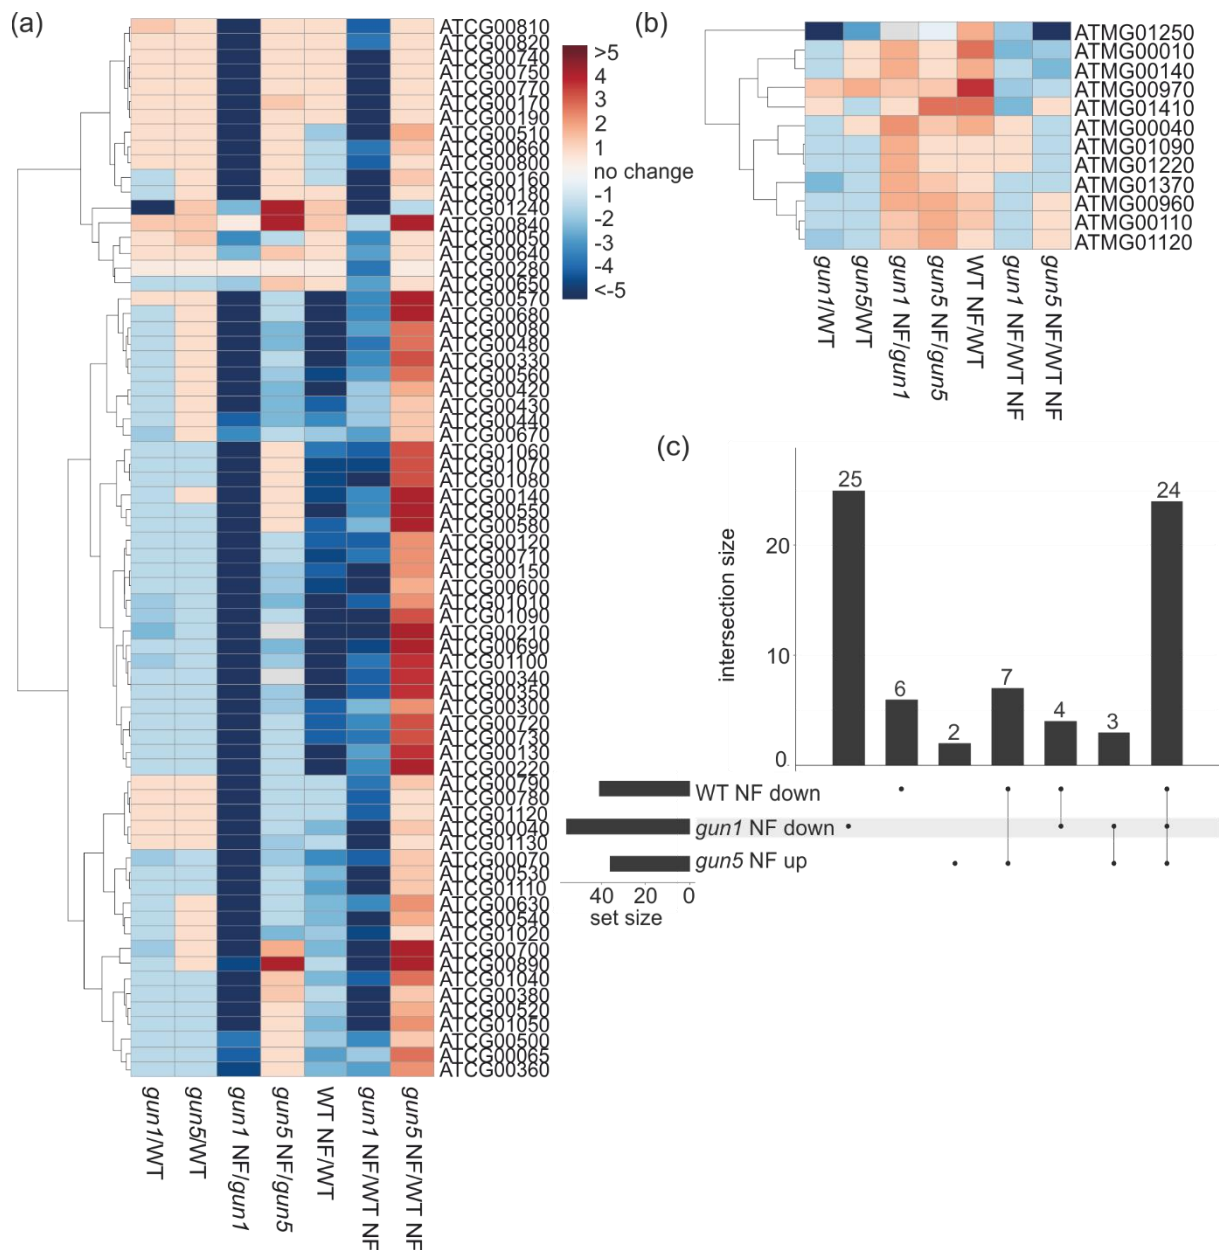 (a)
ATCG00810
ATCG00820
ATCG00740
ATCG00750
ATCG00770
ATCG00170
ATCG00190
ATCG00510
ATCG00660
ATCG00800
ATCG00160
ATCG00180
ATCG01240
ATCG00840
ATCG00050
ATCG00640
ATCG00280
ATCG00650
ATCG00570
ATCG00680
ATCG00080
ATCG00480
ATCG00330
ATCG00560
ATCG00420
ATCG00430
ATCG00440
ATCG00670
ATCG01060
ATCG01070
ATCG01080
ATCG00140
ATCG00550
ATCG00580
ATCG00120
ATCG00710
ATCG00150
ATCG00600
ATCG01010
ATCG01090
ATCG00210
ATCG00690
ATCG01100
ATCG00340
ATCG00350
ATCG00300
ATCG00720
ATCG00730
ATCG00130
ATCG00220
ATCG00790
ATCG00780
ATCG01120
ATCG00040
ATCG01130
ATCG00070
ATCG00530
ATCG01110
ATCG00630
ATCG00540
ATCG01020
ATCG00700
ATCG00890
ATCG01040
ATCG00380
ATCG00520
ATCG01050
ATCG00500
ATCG00065
ATCG00360
gun1/WT
gun5/WT
gun1 NF/gun1
gun5 NF/gun5
WT NF/WT
gun1 NF/WT NF
gun5 NF/WT NF
>5
4
3
2
1
no change
-1
-2
-3
-4
<-5
(b)
ATMG01250
ATMG00010
ATMG00140
ATMG00970
ATMG01410
ATMG00040
ATMG01090
ATMG01220
ATMG01370
ATMG00960
ATMG00110
ATMG01120
gun1/WT
gun5/WT
gun1 NF/gun1
gun5 NF/gun5
WT NF/WT
gun1 NF/WT NF
gun5 NF/WT NF
(c)
intersection size
20
10
0
25
6
2
7
4
3
24
WT NF down
gun1 NF down
gun5 NF up
40 20 0
set size